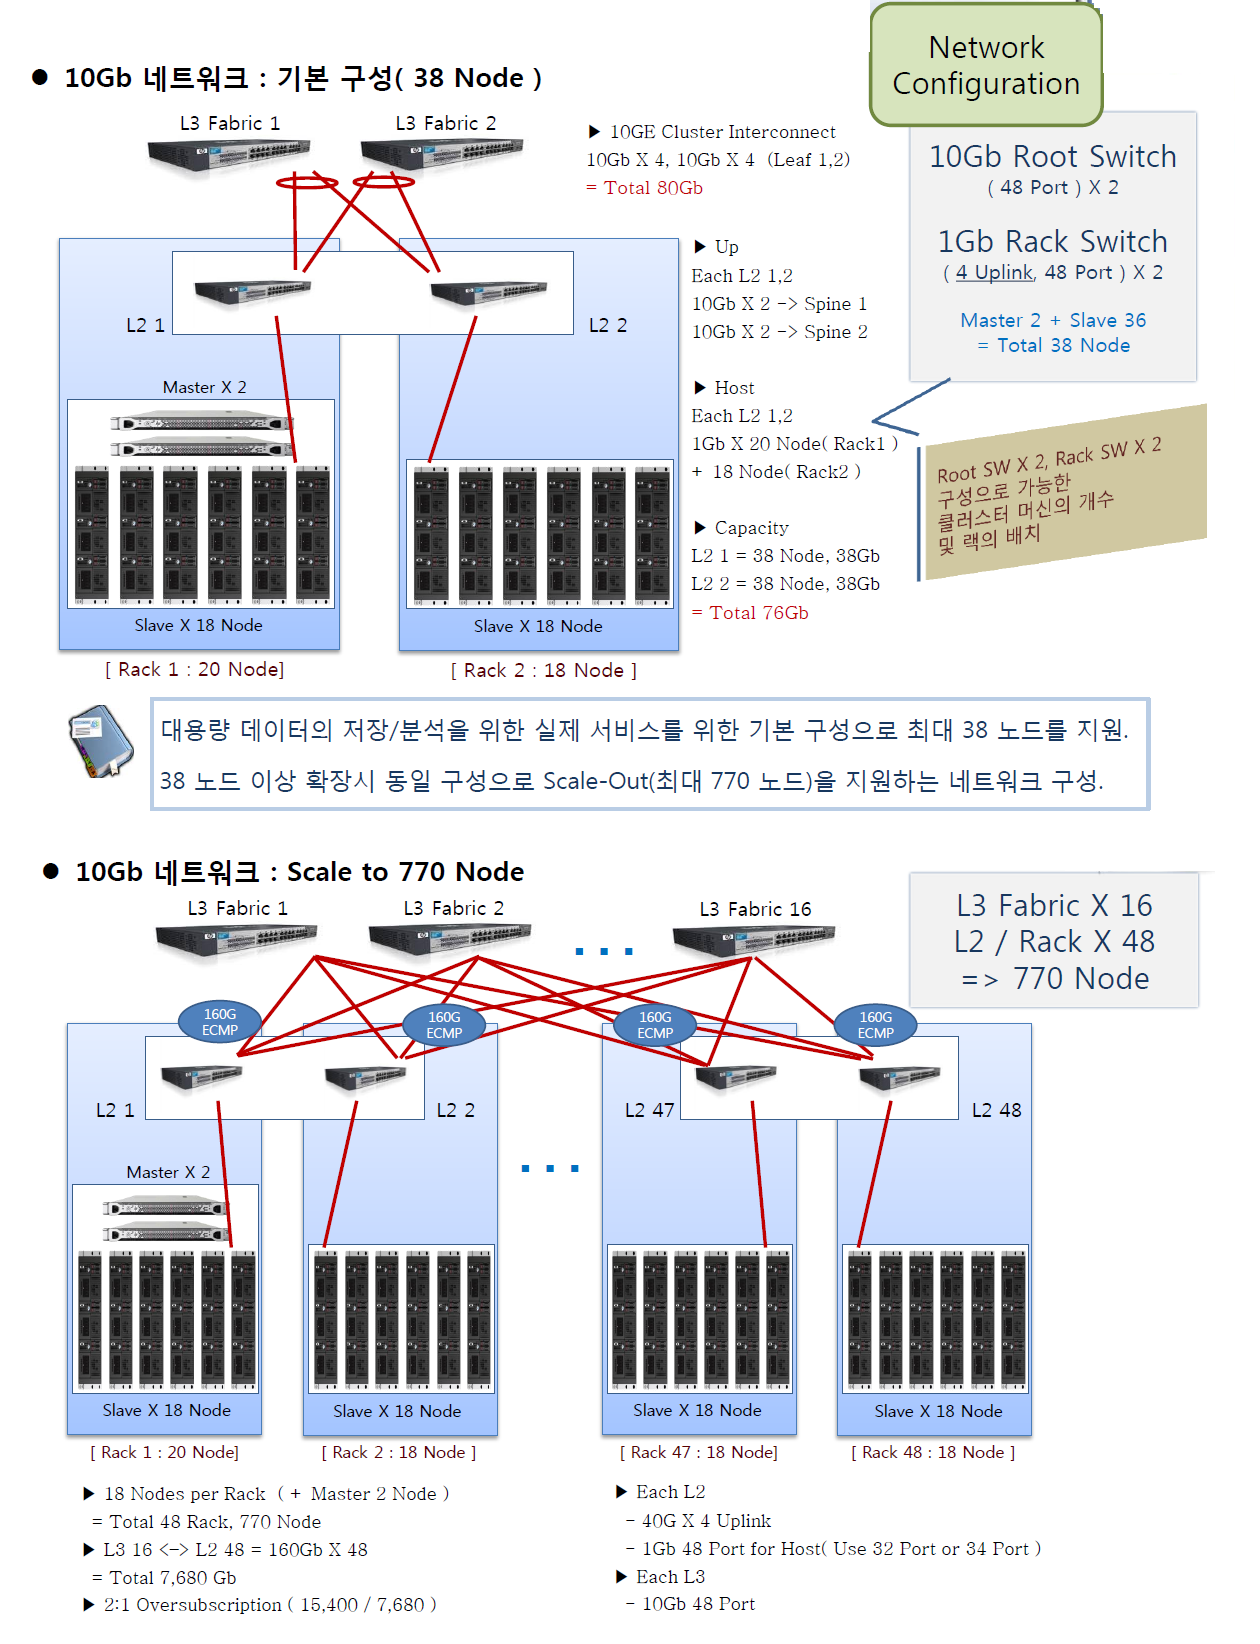 Network
Configuration
● 10Gb 네트워크 : 기본 구성( 38 Node )
L3 Fabric 1
L3 Fabric 2
▶ 10GE Cluster Interconnect
10Gb X 4, 10Gb X 4 (Leaf 1,2)
= Total 80Gb
10Gb Root Switch
( 48 Port ) X 2
1Gb Rack Switch
( 4 Uplink, 48 Port ) X 2
Master 2 + Slave 36
= Total 38 Node
L2 1
L2 2
▶ Up
Each L2 1,2
10Gb X 2 -> Spine 1
10Gb X 2 -> Spine 2
▶ Host
Each L2 1,2
1Gb X 20 Node( Rack1 )
+ 18 Node( Rack2 )
▶ Capacity
L2 1 = 38 Node, 38Gb
L2 2 = 38 Node, 38Gb
= Total 76Gb
Root SW X 2, Rack SW X 2
구성으로 가능한
클러스터 머신의 개수
및 랙의 배치
Master X 2
Slave X 18 Node
Slave X 18 Node
[ Rack 1 : 20 Node]
[ Rack 2 : 18 Node ]
대용량 데이터의 저장/분석을 위한 실제 서비스를 위한 기본 구성으로 최대 38 노드를 지원.
38 노드 이상 확장시 동일 구성으로 Scale-Out(최대 770 노드)을 지원하는 네트워크 구성.
● 10Gb 네트워크 : Scale to 770 Node
L3 Fabric 1
L3 Fabric 2
L3 Fabric 16
. . .
L3 Fabric X 16
L2 / Rack X 48
=> 770 Node
160G
ECMP
160G
ECMP
160G
ECMP
160G
ECMP
L2 1
L2 2
L2 47
L2 48
. . .
Master X 2
Slave X 18 Node
Slave X 18 Node
Slave X 18 Node
Slave X 18 Node
[ Rack 1 : 20 Node]
[ Rack 2 : 18 Node ]
[ Rack 47 : 18 Node]
[ Rack 48 : 18 Node ]
▶ 18 Nodes per Rack ( + Master 2 Node )
= Total 48 Rack, 770 Node
▶ L3 16 <-> L2 48 = 160Gb X 48
= Total 7,680 Gb
▶ 2:1 Oversubscription ( 15,400 / 7,680 )
▶ Each L2
- 40G X 4 Uplink
- 1Gb 48 Port for Host( Use 32 Port or 34 Port )
▶ Each L3
- 10Gb 48 Port